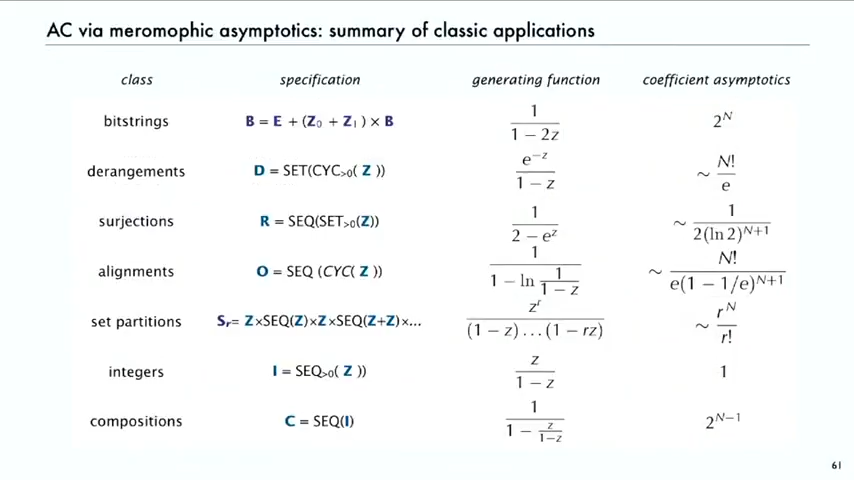 AC via meromophic asymptotics: summary of classic applications
class specification generating function coefficient asymptotics
bitstrings B = E + (Z₀ + Z₁) × B 1/(1 − 2z) 2^N
derangements D = SET(CYC>0( Z )) e^{−z}/(1 − z) ∼ N!/e
surjections R = SEQ(SET>0(Z)) 1/(2 − e^z) ∼ 1/(2(ln 2)^{N+1})
alignments O = SEQ (CYC( Z )) 1/(1 − ln 1/(1 − z)) ∼ N!/(e(1 − 1/e)^{N+1})
set partitions Sᵣ= Z×SEQ(Z)×Z×SEQ(Z+Z)×... z^r/((1 − z) . . . (1 − rz)) ∼ r^N/r!
integers I = SEQ>0( Z )) z/(1 − z) 1
compositions C = SEQ(I) 1/(1 − z/(1−z)) 2^{N−1}
61